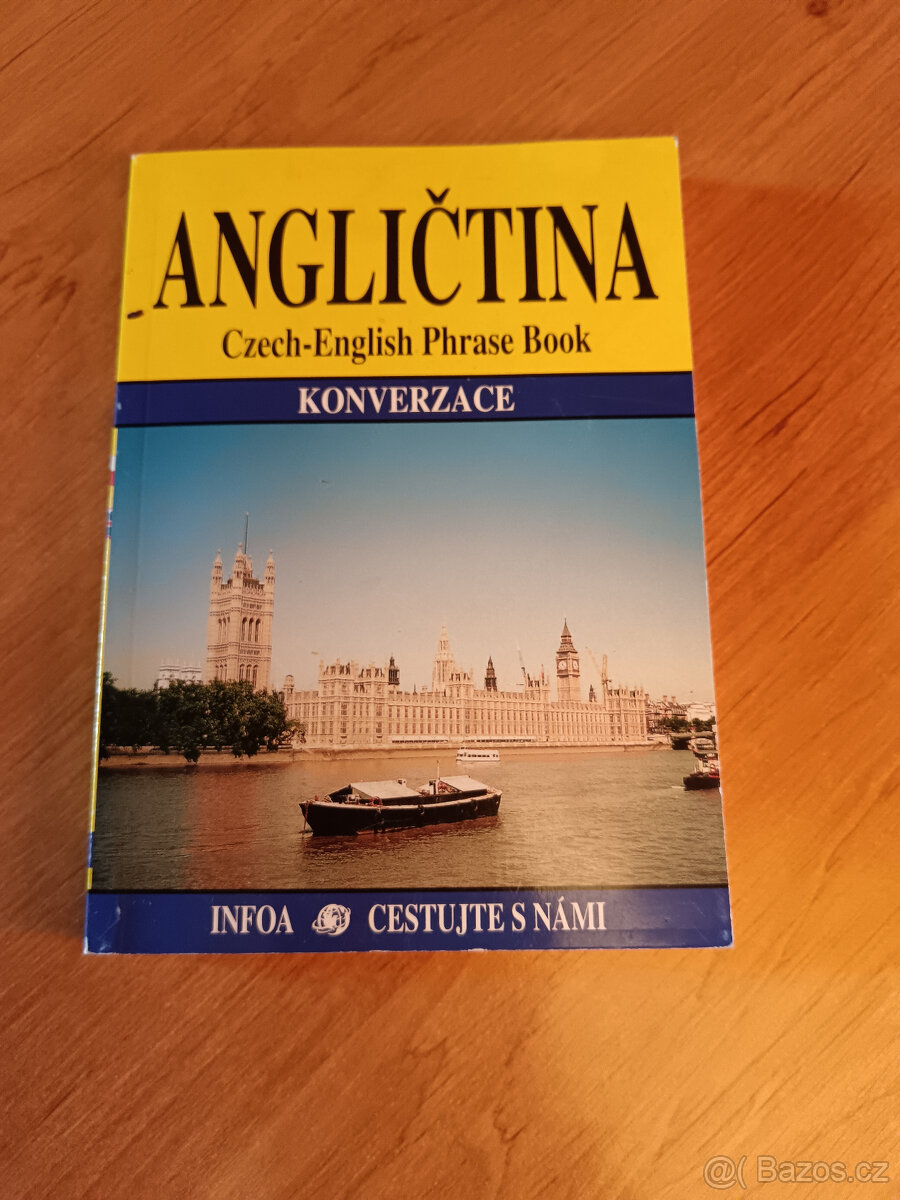 ANGLIČTINA
Czech-English Phrase Book
KONVERZACE
INFOA CESTUJTE S NÁMI
@( Bazos.cz